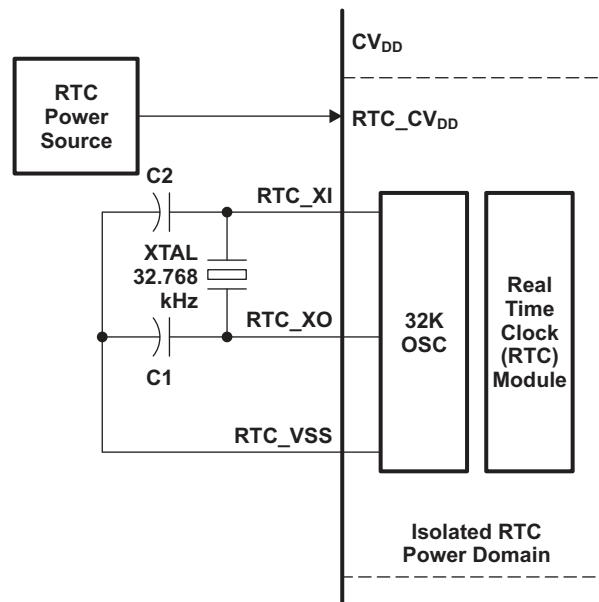 CVDD
RTC
Power
Source
RTC_CVDD
C2
RTC_XI
XTAL
32.768
kHz
RTC_XO
C1
RTC_VSS
32K
OSC
Real
Time
Clock
(RTC)
Module
Isolated RTC
Power Domain